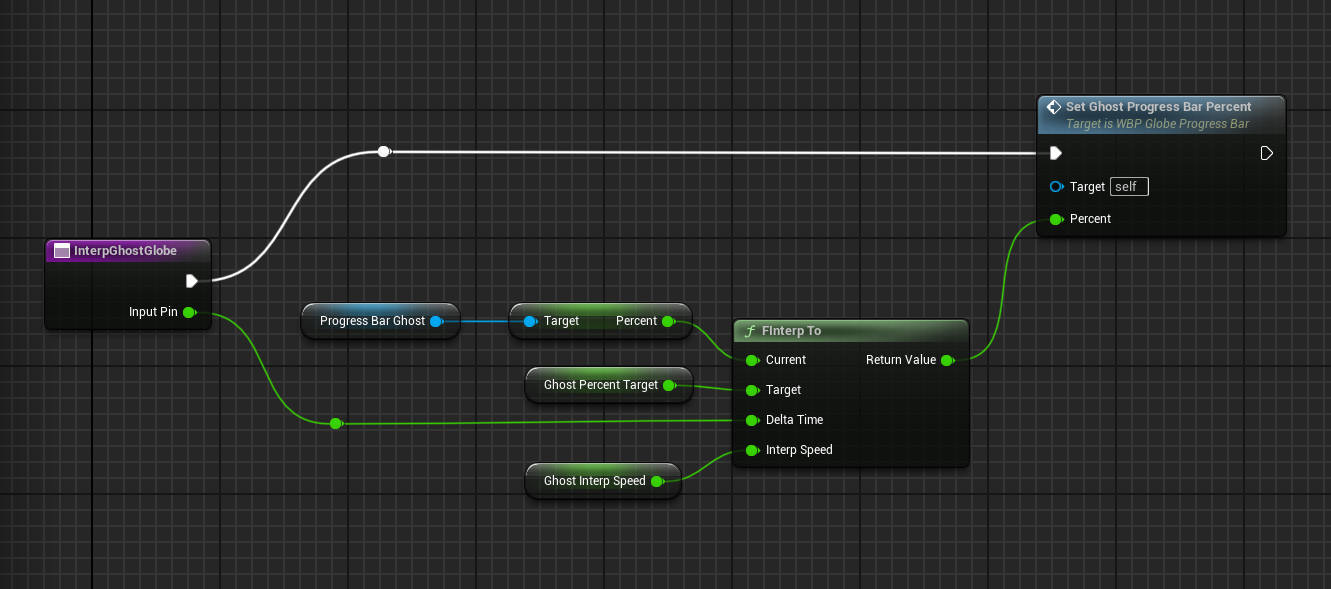 Set Ghost Progress Bar Percent
Target is WBP Globe Progress Bar
Target self
Percent
InterpGhostGlobe
Input Pin
Progress Bar Ghost
Target Percent
FInterp To
Current Return Value
Ghost Percent Target
Target
Delta Time
Interp Speed
Ghost Interp Speed